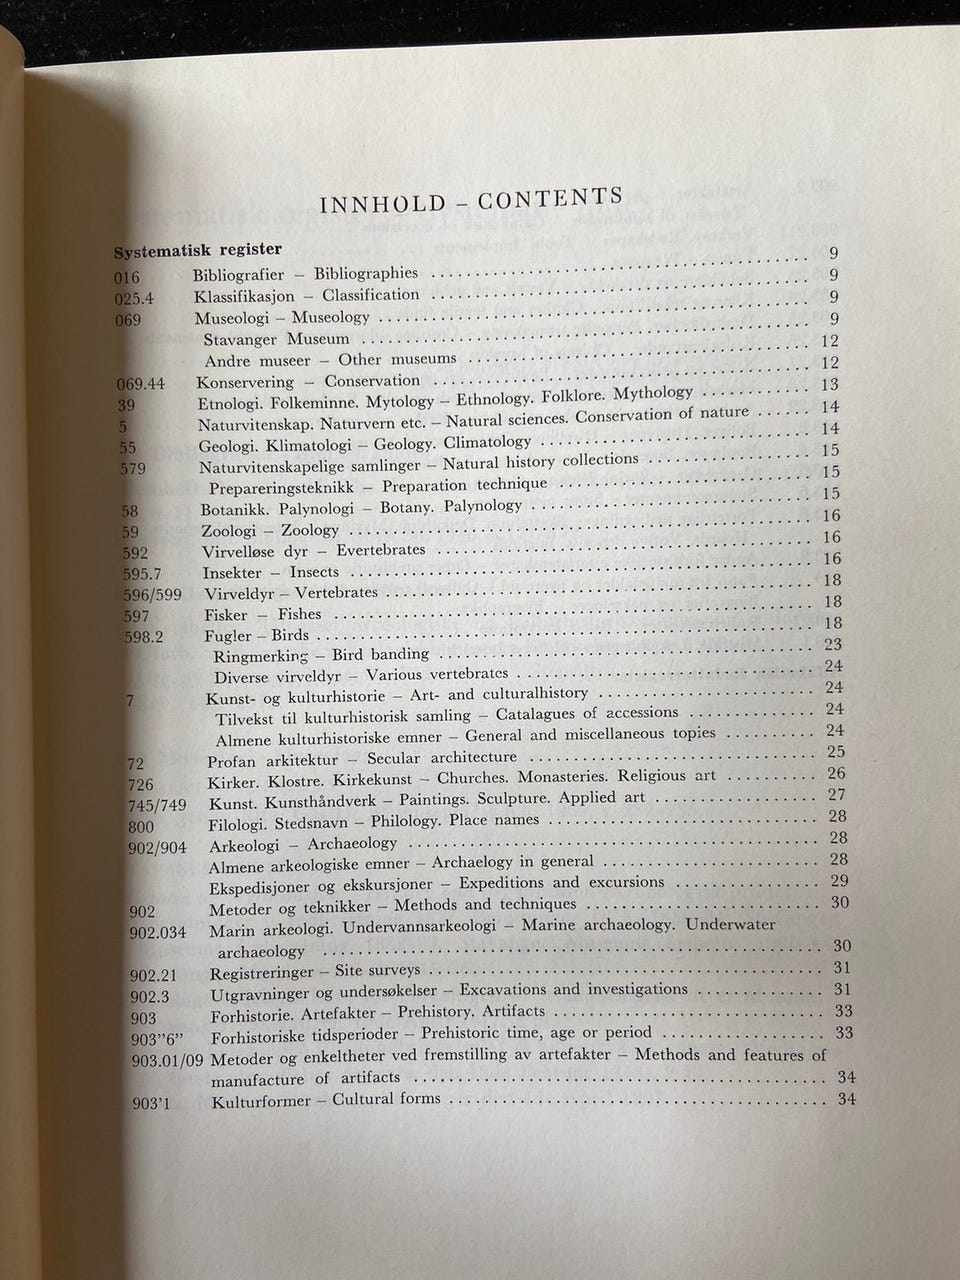 INNHOLD – CONTENTS
Systematisk register
016 Bibliografier – Bibliographies ........ 9
025.4 Klassifikasjon – Classification ........ 9
069 Museologi – Museology ........ 9
Stavanger Museum ........ 9
Andre museer – Other museums ........ 12
069.44 Konservering – Conservation ........ 12
39 Etnologi. Folkeminne. Mytology – Ethnology. Folklore. Mythology ........ 13
5 Naturvitenskap. Naturvern etc. – Natural sciences. Conservation of nature ...... 14
55 Geologi. Klimatologi – Geology. Climatology ........ 14
579 Naturvitenskapelige samlinger – Natural history collections ........ 15
Prepareringsteknikk – Preparation technique ........ 15
58 Botanikk. Palynologi – Botany. Palynology ........ 15
59 Zoologi – Zoology ........ 16
592 Virvelløse dyr – Evertebrates ........ 16
595.7 Insekter – Insects ........ 16
596/599 Virveldyr – Vertebrates ........ 18
597 Fisker – Fishes ........ 18
598.2 Fugler – Birds ........ 18
Ringmerking – Bird banding ........ 23
Diverse virveldyr – Various vertebrates ........ 24
7 Kunst- og kulturhistorie – Art- and culturalhistory ........ 24
Tilvekst til kulturhistorisk samling – Catalagues of accessions ........ 24
Almene kulturhistoriske emner – General and miscellaneous topies ........ 24
72 Profan arkitektur – Secular architecture ........ 25
726 Kirker. Klostre. Kirkekunst – Churches. Monasteries. Religious art ........ 26
745/749 Kunst. Kunsthåndverk – Paintings. Sculpture. Applied art ........ 27
800 Filologi. Stedsnavn – Philology. Place names ........ 28
902/904 Arkeologi – Archaeology ........ 28
Almene arkeologiske emner – Archaelogy in general ........ 28
Ekspedisjoner og ekskursjoner – Expeditions and excursions ........ 29
902 Metoder og teknikker – Methods and techniques ........ 30
902.034 Marin arkeologi. Undervannsarkeologi – Marine archaeology. Underwater
archaeology ........ 30
902.21 Registreringer – Site surveys ........ 31
902.3 Utgravninger og undersøkelser – Excavations and investigations ........ 31
903 Forhistorie. Artefakter – Prehistory. Artifacts ........ 33
903"6" Forhistoriske tidsperioder – Prehistoric time, age or period ........ 33
903.01/09 Metoder og enkeltheter ved fremstilling av artefakter – Methods and features of
manufacture of artifacts ........ 34
903'1 Kulturformer – Cultural forms ........ 34